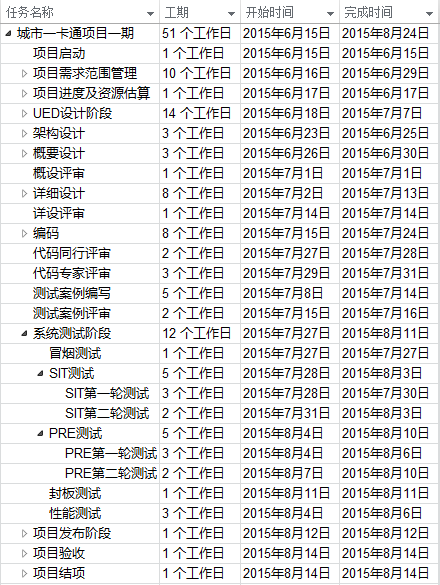 任务名称 工期 开始时间 完成时间
城市一卡通项目一期 51 个工作日 2015年6月15日 2015年8月24日
项目启动 1 个工作日 2015年6月15日 2015年6月15日
项目需求范围管理 10 个工作日 2015年6月16日 2015年6月29日
项目进度及资源估算 1 个工作日 2015年6月17日 2015年6月17日
UED设计阶段 14 个工作日 2015年6月18日 2015年7月7日
架构设计 3 个工作日 2015年6月23日 2015年6月25日
概要设计 3 个工作日 2015年6月26日 2015年6月30日
概设评审 1 个工作日 2015年7月1日 2015年7月1日
详细设计 8 个工作日 2015年7月2日 2015年7月13日
详设评审 1 个工作日 2015年7月14日 2015年7月14日
编码 8 个工作日 2015年7月15日 2015年7月24日
代码同行评审 2 个工作日 2015年7月27日 2015年7月28日
代码专家评审 3 个工作日 2015年7月29日 2015年7月31日
测试案例编写 5 个工作日 2015年7月8日 2015年7月14日
测试案例评审 2 个工作日 2015年7月15日 2015年7月16日
系统测试阶段 12 个工作日 2015年7月27日 2015年8月11日
冒烟测试 1 个工作日 2015年7月27日 2015年7月27日
SIT测试 5 个工作日 2015年7月28日 2015年8月3日
SIT第一轮测试 3 个工作日 2015年7月28日 2015年7月30日
SIT第二轮测试 2 个工作日 2015年7月31日 2015年8月3日
PRE测试 5 个工作日 2015年8月4日 2015年8月10日
PRE第一轮测试 3 个工作日 2015年8月4日 2015年8月6日
PRE第二轮测试 2 个工作日 2015年8月7日 2015年8月10日
封板测试 1 个工作日 2015年8月11日 2015年8月11日
性能测试 3 个工作日 2015年8月4日 2015年8月6日
项目发布阶段 1 个工作日 2015年8月12日 2015年8月12日
项目验收 1 个工作日 2015年8月14日 2015年8月14日
项目结项 1 个工作日 2015年8月14日 2015年8月14日